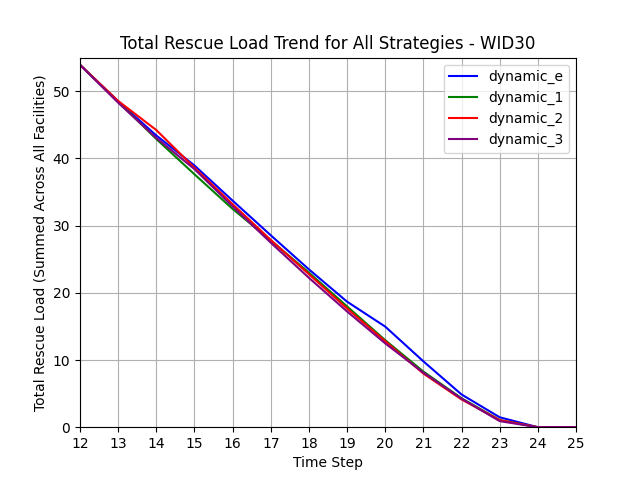 Total Rescue Load Trend for All Strategies - WID30
Total Rescue Load (Summed Across All Facilities)
50
40
30
20
10
0
dynamic_e
dynamic_1
dynamic_2
dynamic_3
12 13 14 15 16 17 18 19 20 21 22 23 24 25
Time Step